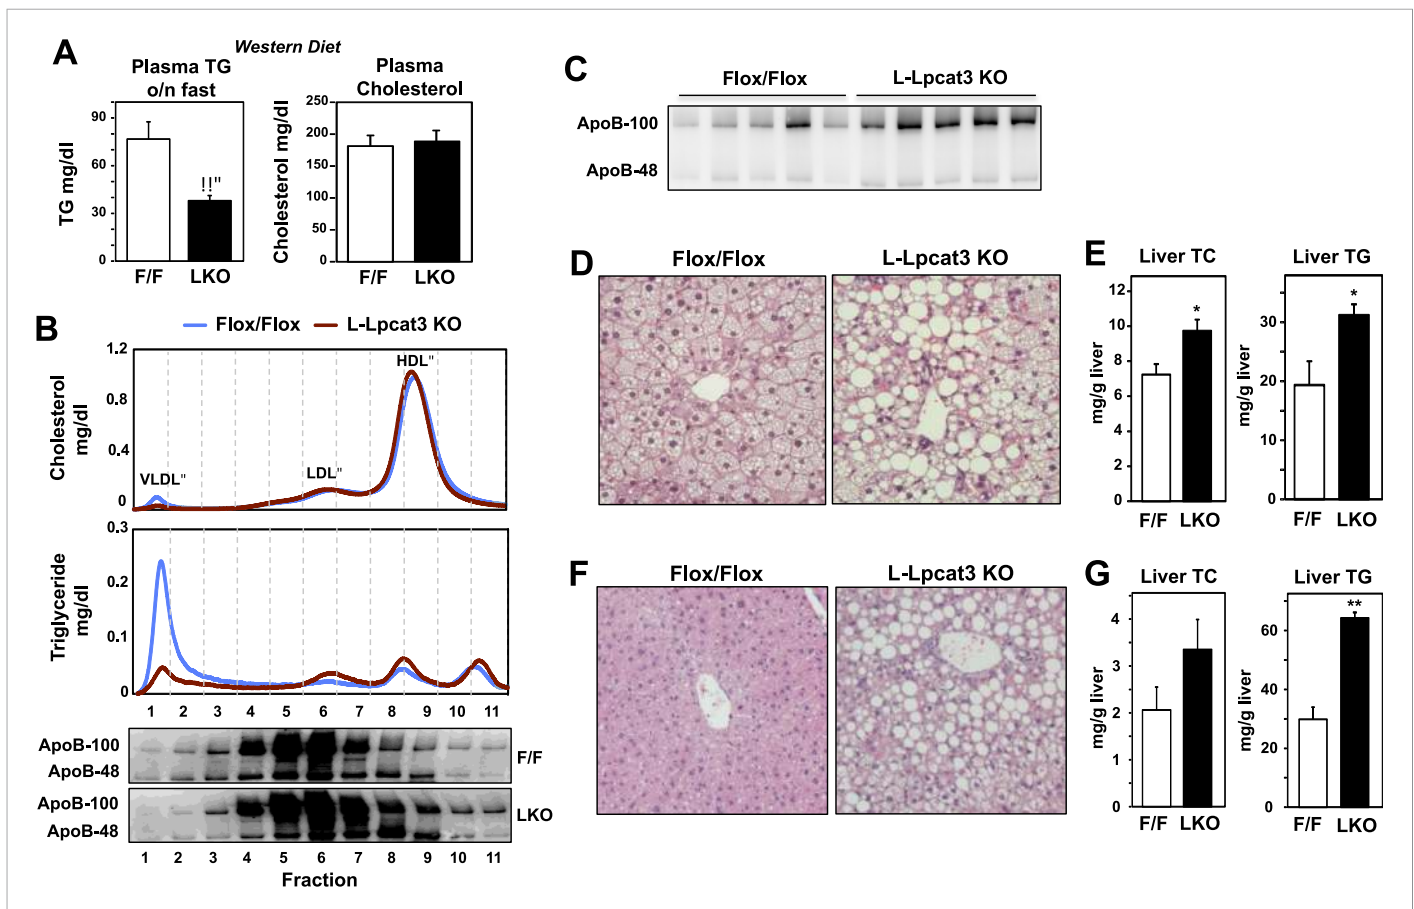 A
Western Diet
Plasma TG
o/n fast
TG mg/dl
90
60
30
0
!!"
F/F
LKO
Plasma
Cholesterol
Cholesterol mg/dl
250
200
150
100
50
0
F/F
LKO
B
Flox/Flox
L-Lpcat3 KO
Cholesterol
mg/dl
1.2
0.8
0.4
0
VLDL"
LDL"
HDL"
Triglyceride
mg/dl
0.3
0.2
0.1
0
1 2 3 4 5 6 7 8 9 10 11
ApoB-100
ApoB-48
F/F
ApoB-100
ApoB-48
LKO
1 2 3 4 5 6 7 8 9 10 11
Fraction
C
Flox/Flox
L-Lpcat3 KO
ApoB-100
ApoB-48
D
Flox/Flox
L-Lpcat3 KO
E
Liver TC
mg/g liver
12
10
8
6
4
2
0
*
F/F
LKO
Liver TG
mg/g liver
30
20
10
0
*
F/F
LKO
F
Flox/Flox
L-Lpcat3 KO
G
Liver TC
mg/g liver
4
3
2
1
0
F/F
LKO
Liver TG
mg/g liver
60
30
20
0
**
F/F
LKO